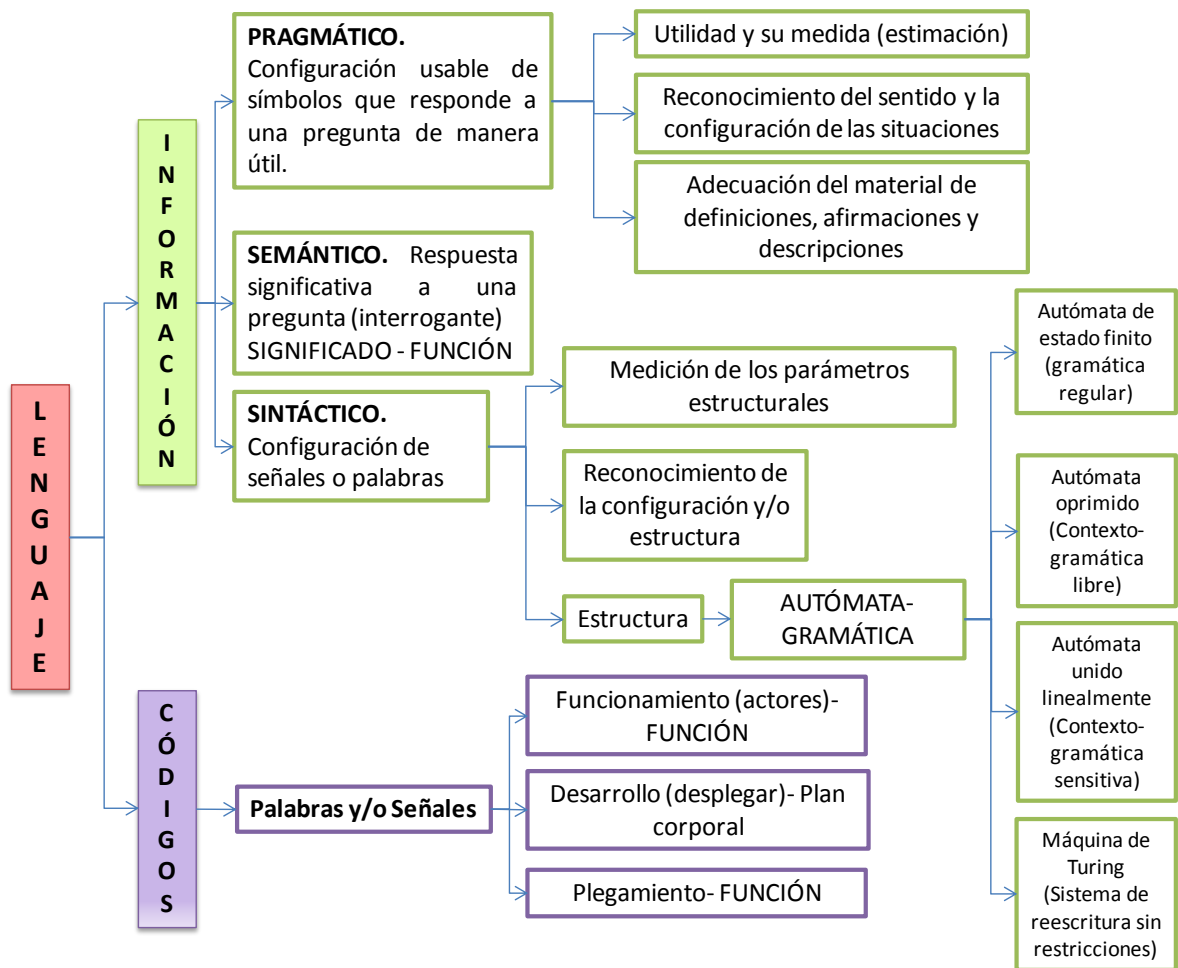 LENGUAJE
INFORMACIÓN
PRAGMÁTICO.
Configuración usable de
símbolos que responde a
una pregunta de manera
útil.
Utilidad y su medida (estimación)
Reconocimiento del sentido y la
configuración de las situaciones
Adecuación del material de
definiciones, afirmaciones y
descripciones
SEMÁNTICO. Respuesta
significativa a una
pregunta (interrogante)
SIGNIFICADO - FUNCIÓN
SINTÁCTICO.
Configuración de
señales o palabras
Medición de los parámetros
estructurales
Reconocimiento de
la configuración y/o
estructura
Estructura
AUTÓMATA-
GRAMÁTICA
Autómata de
estado finito
(gramática
regular)
Autómata
oprimido
(Contexto-
gramática
libre)
Autómata
unido
linealmente
(Contexto-
gramática
sensitiva)
Máquina de
Turing
(Sistema de
reescritura sin
restricciones)
CÓDIGOS
Palabras y/o Señales
Funcionamiento (actores)-
FUNCIÓN
Desarrollo (desplegar)- Plan
corporal
Plegamiento- FUNCIÓN